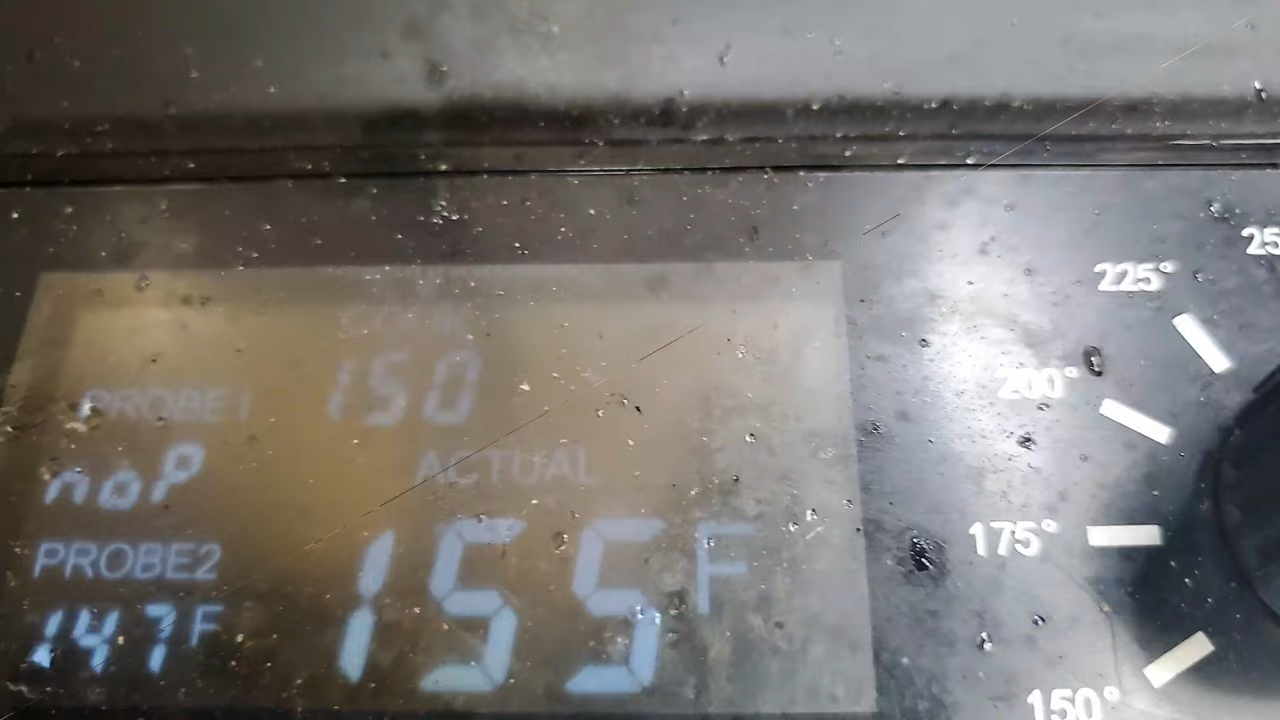 150
PROBE1
ACTUAL
noP
PROBE2
155F
147F
225°
200°
175°
150°